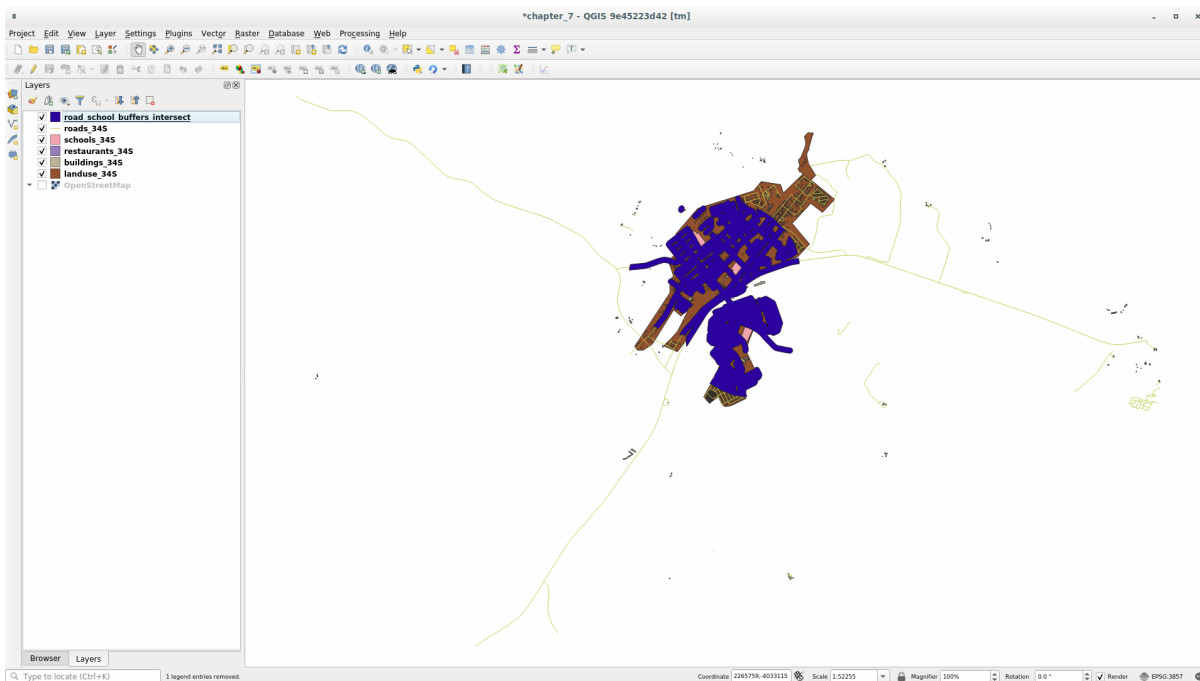 *chapter_7 - QGIS 9e45223d42 [tm]
Project Edit View Layer Settings Plugins Vector Raster Database Web Processing Help
Layers
road_school_buffers_intersect
roads_34S
schools_34S
restaurants_34S
buildings_34S
landuse_34S
OpenStreetMap
Browser Layers
Type to locate (Ctrl+K) 1 legend entries removed. Coordinate 2265759,-4033115 Scale 1:52255 Magnifier 100% Rotation 0.0 ° Render EPSG:3857